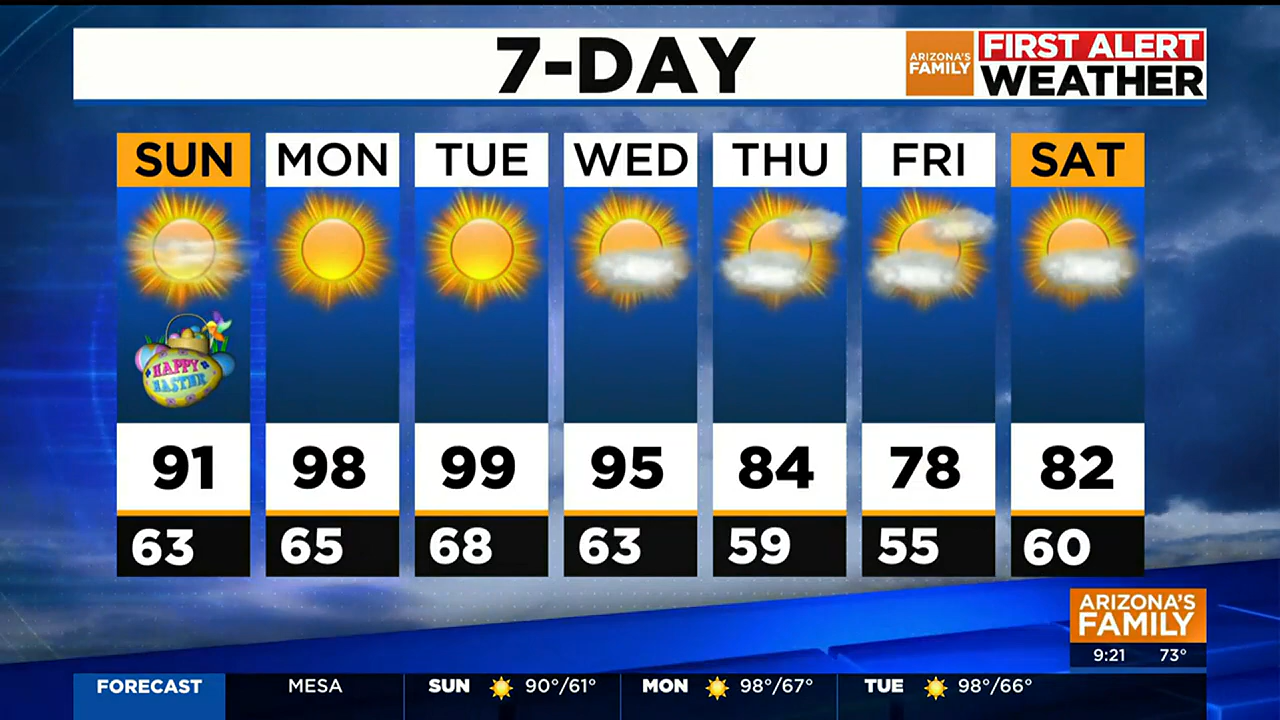 7-DAY
ARIZONA'S
FAMILY
FIRST ALERT
WEATHER
SUN MON TUE WED THU FRI SAT
HAPPY
EASTER
91 98 99 95 84 78 82
63 65 68 63 59 55 60
ARIZONA'S
FAMILY
9:21 73°
FORECAST MESA SUN 90°/61° MON 98°/67° TUE 98°/66°